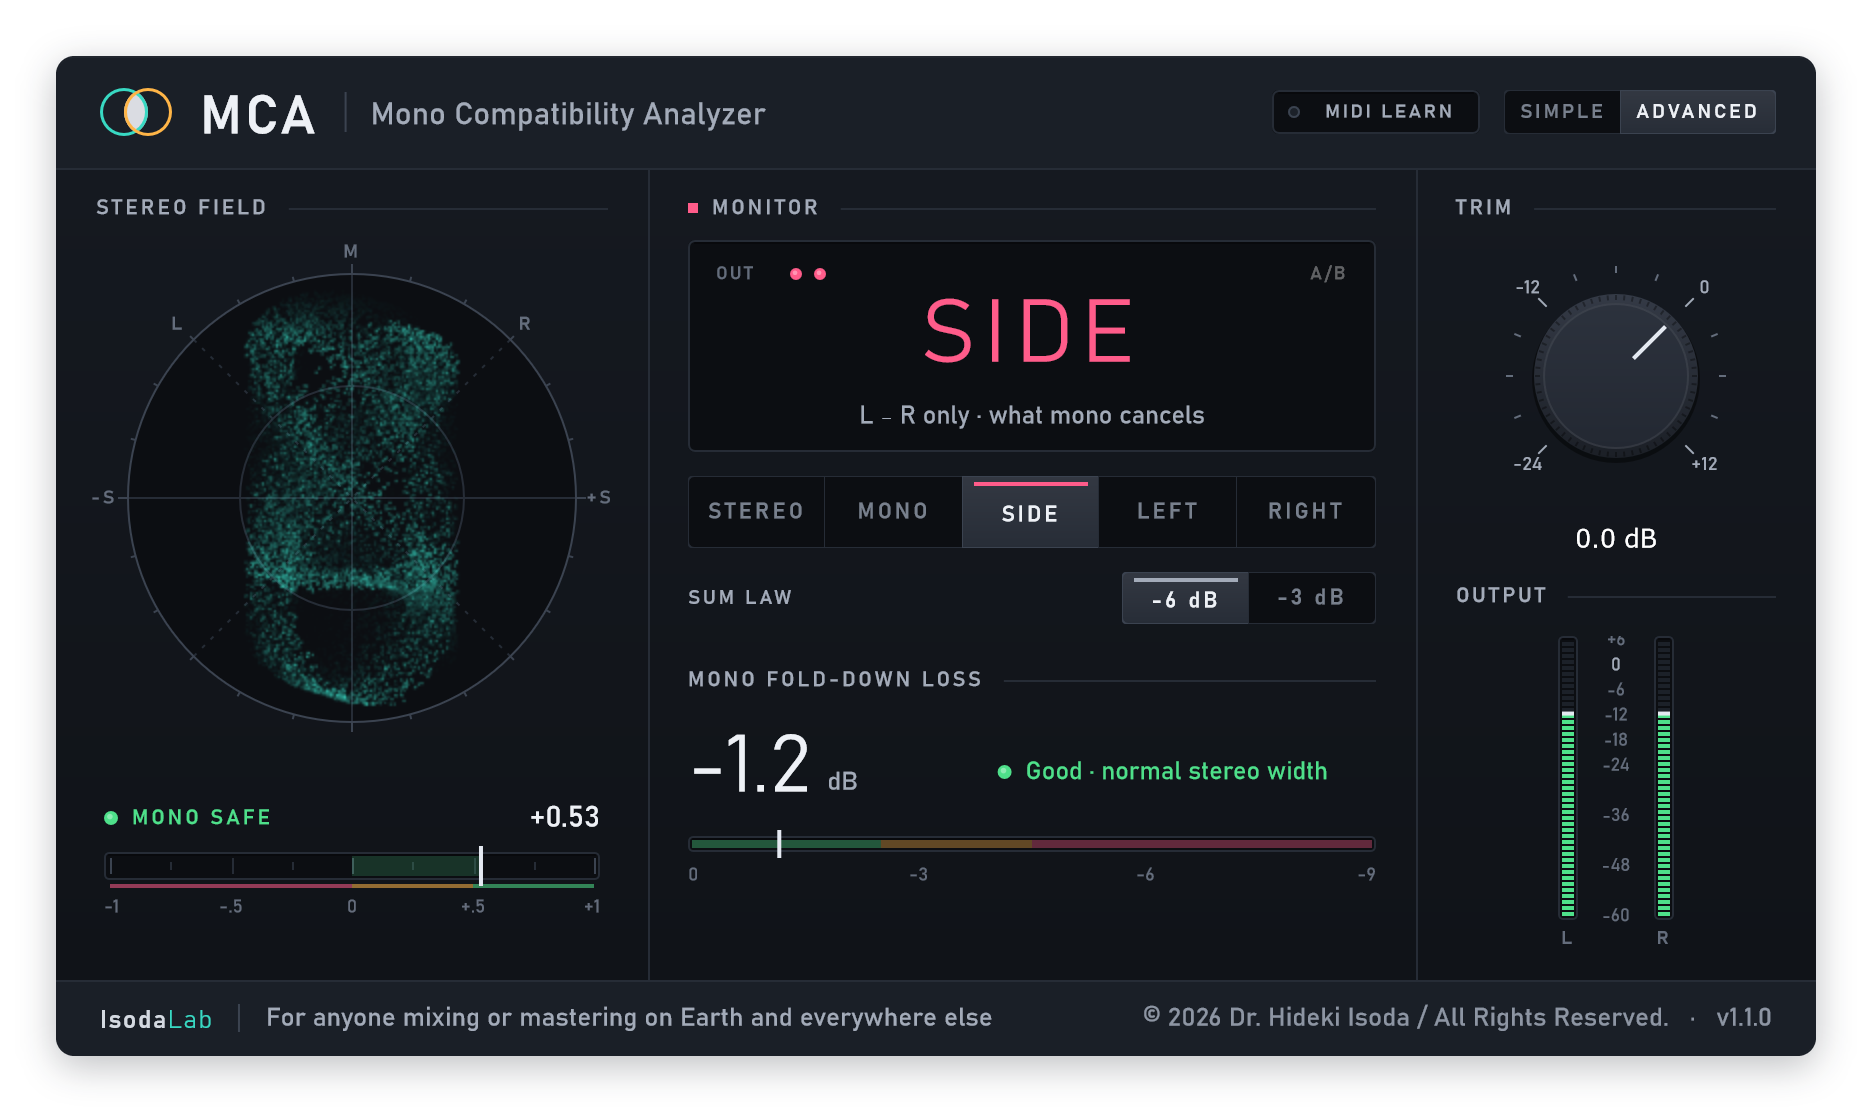 MCA
Mono Compatibility Analyzer
MIDI LEARN
SIMPLE
ADVANCED
STEREO FIELD
M
L
R
-S
+S
MONO SAFE
+0.53
-1
-.5
0
+.5
+1
MONITOR
OUT
A/B
SIDE
L – R only · what mono cancels
STEREO
MONO
SIDE
LEFT
RIGHT
SUM LAW
-6 dB
-3 dB
MONO FOLD-DOWN LOSS
-1.2 dB
Good · normal stereo width
0
-3
-6
-9
TRIM
-12
0
-24
+12
0.0 dB
OUTPUT
+6
0
-6
-12
-18
-24
-36
-48
-60
L
R
IsodaLab
For anyone mixing or mastering on Earth and everywhere else
© 2026 Dr. Hideki Isoda / All Rights Reserved. · v1.1.0